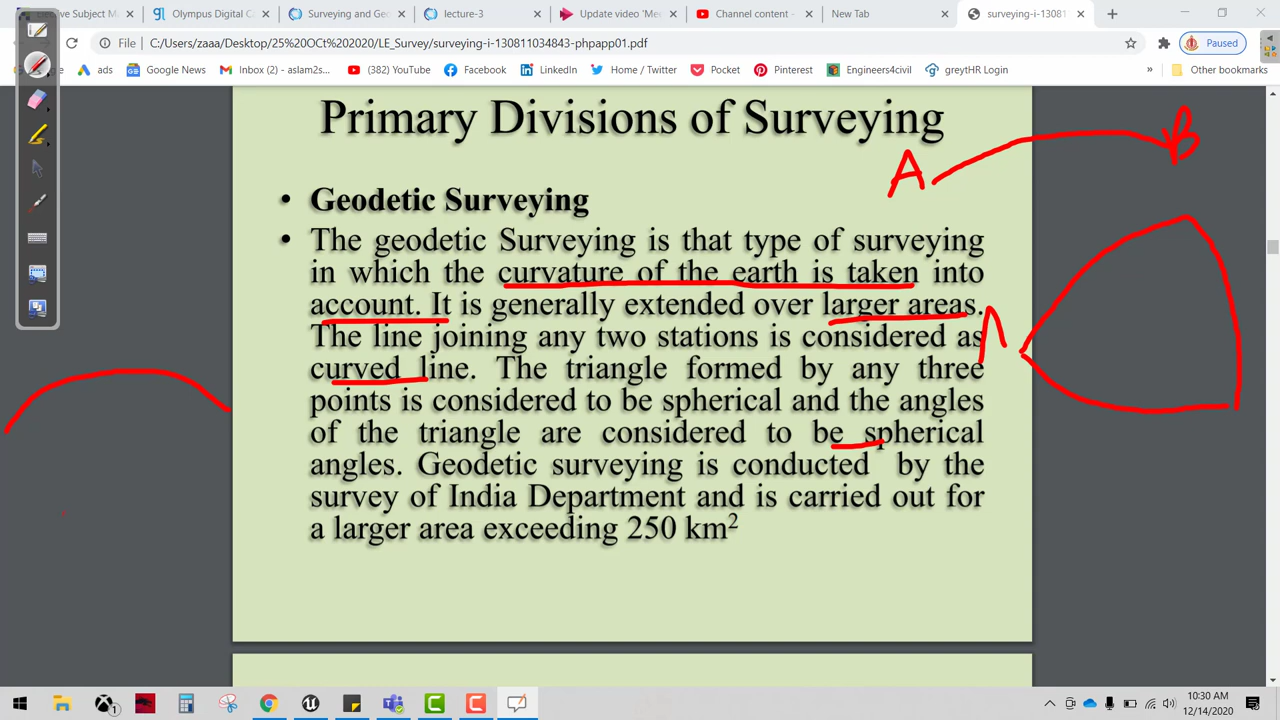 ective Subject M
Olympus Digital C
Surveying and Geo
lectur
Update video 'Mee
Channel content -
New Tab
surveying-i-13081
File
C:/Users/zaaa/Desktop/25%20OCt%202020/LE_Survey/surveying-i-130811034843-phpapp01.pdf
Paused
ads
Google News
Inbox (2) - aslam2s...
(382) YouTube
Facebook
LinkedIn
Home / Twitter
Pocket
Pinterest
Engineers4civil
greytHR Login
»
Other bookmarks
Primary Divisions of Surveying
A
B
• Geodetic Surveying
• The geodetic Surveying is that type of surveying
in which the curvature of the earth is taken into
account. It is generally extended over larger areas.
The line joining any two stations is considered as
curved line. The triangle formed by any three
points is considered to be spherical and the angles
of the triangle are considered to be spherical
angles. Geodetic surveying is conducted by the
survey of India Department and is carried out for
a larger area exceeding 250 km²
10:30 AM
12/14/2020